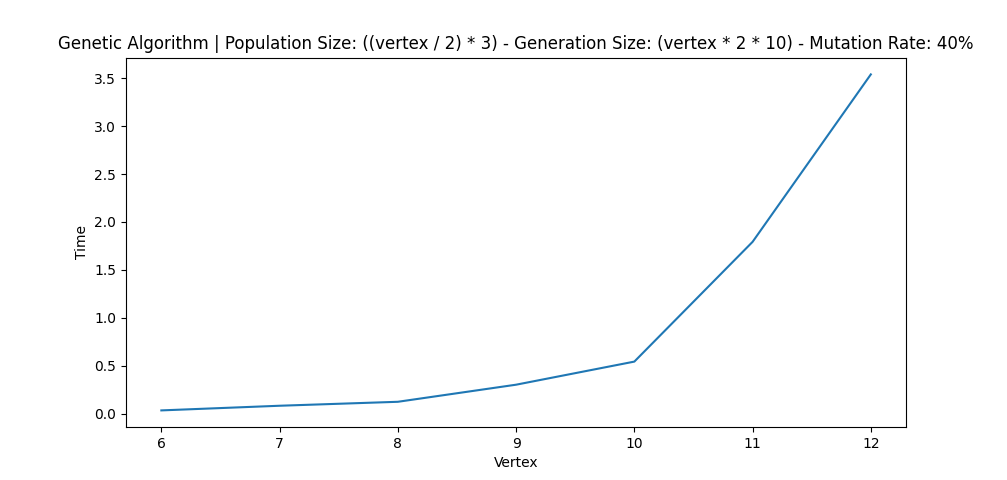 Genetic Algorithm | Population Size: ((vertex / 2) * 3) - Generation Size: (vertex * 2 * 10) - Mutation Rate: 40%
3.5
3.0
2.5
2.0
1.5
1.0
0.5
0.0
Time
6 7 8 9 10 11 12
Vertex